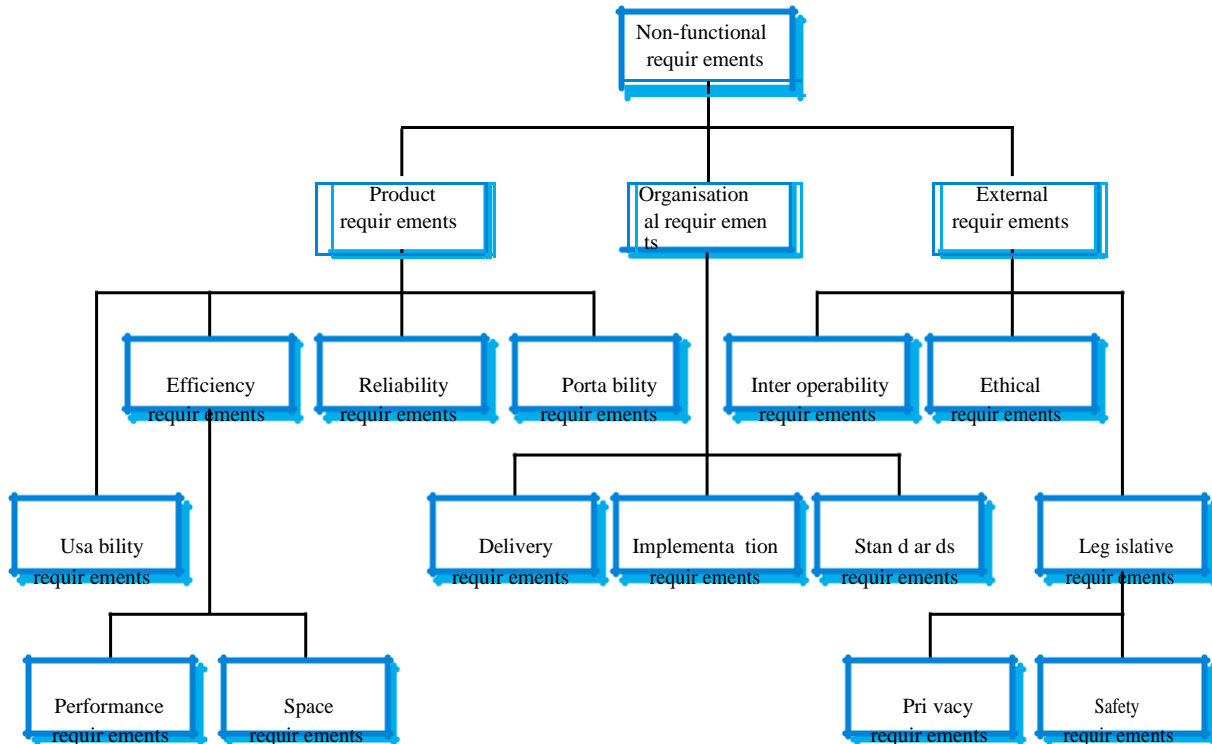 Non-functional
requir ements
Product
requir ements
Organisation
al requir emen
ts
External
requir ements
Efficiency
requir ements
Reliability
requir ements
Porta bility
requir ements
Inter operability
requir ements
Ethical
requir ements
Usa bility
requir ements
Delivery
requir ements
Implementa tion
requir ements
Stan d ar ds
requir ements
Leg islative
requir ements
Performance
requir ements
Space
requir ements
Pri vacy
requir ements
Safety
requir ements